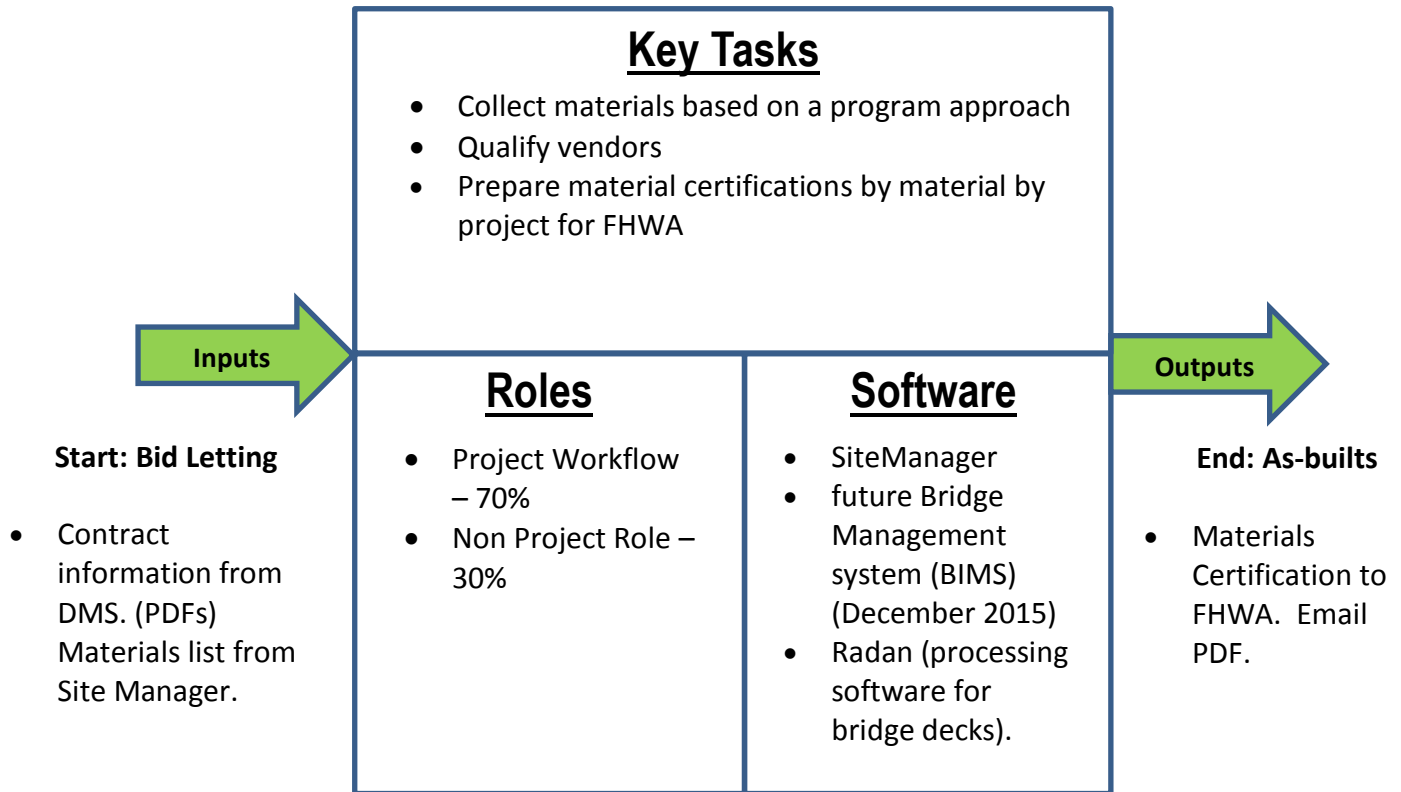 Key Tasks
• Collect materials based on a program approach
• Qualify vendors
• Prepare material certifications by material by
project for FHWA
Inputs
Start: Bid Letting
• Contract
information from
DMS. (PDFs)
Materials list from
Site Manager.
Roles
• Project Workflow
– 70%
• Non Project Role –
30%
Software
• SiteManager
• future Bridge
Management
system (BIMS)
(December 2015)
• Radan (processing
software for
bridge decks).
Outputs
End: As-builts
• Materials
Certification to
FHWA.  Email
PDF.